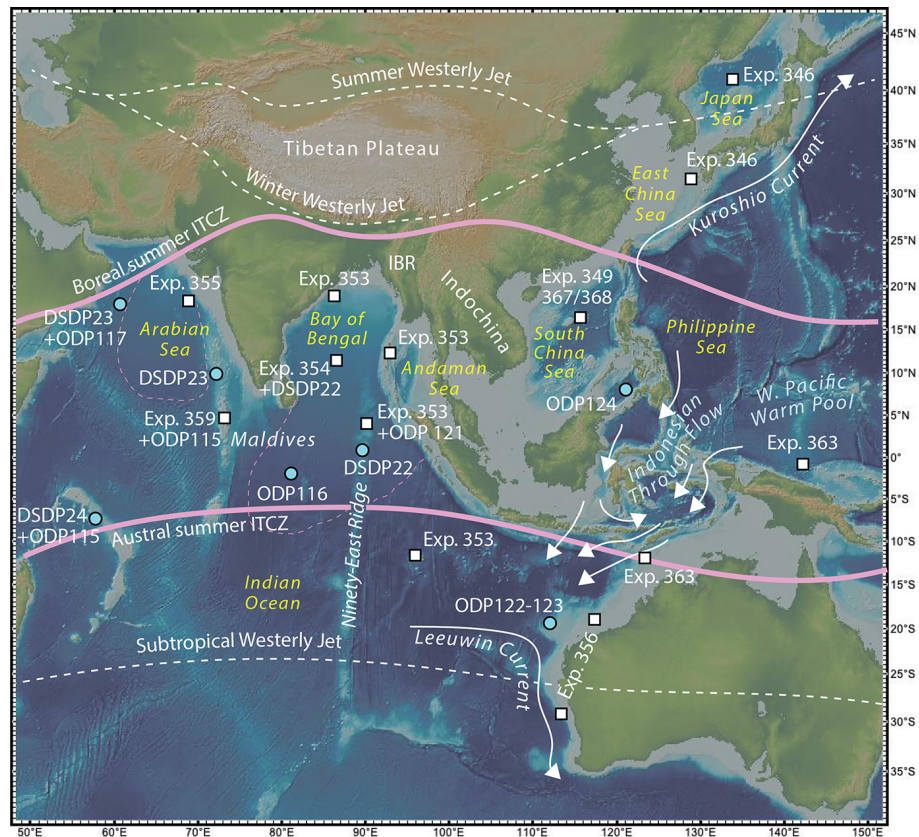 45°N
40°N
35°N
30°N
25°N
20°N
15°N
10°N
5°N
0°
5°S
10°S
15°S
20°S
25°S
30°S
35°S
Summer Westerly Jet
Exp. 346
Japan
Sea
Tibetan Plateau
Exp. 346
Winter Westerly Jet
East
China
Sea
Kuroshio Current
Boreal summer ITCZ
IBR
Exp. 355
Exp. 353
Indochina
Exp. 349
367/368
DSDP23
+ODP117
Arabian
Sea
Bay of
Bengal
Exp. 353
South
China
Sea
Philippine
Sea
DSDP23
Exp. 354
+DSDP22
Andaman
Sea
ODP124
W. Pacific
Warm Pool
Exp. 359
+ODP115
Maldives
Exp. 353
+ODP 121
Indonesian
Through Flow
Exp. 363
DSDP22
ODP116
DSDP24
+ODP115
Austral summer ITCZ
Ninety-East Ridge
Exp. 353
Exp. 363
Indian
Ocean
ODP122-123
Subtropical Westerly Jet
Leeuwin Current
Exp. 356
50°E
60°E
70°E
80°E
90°E
100°E
110°E
120°E
130°E
140°E
150°E